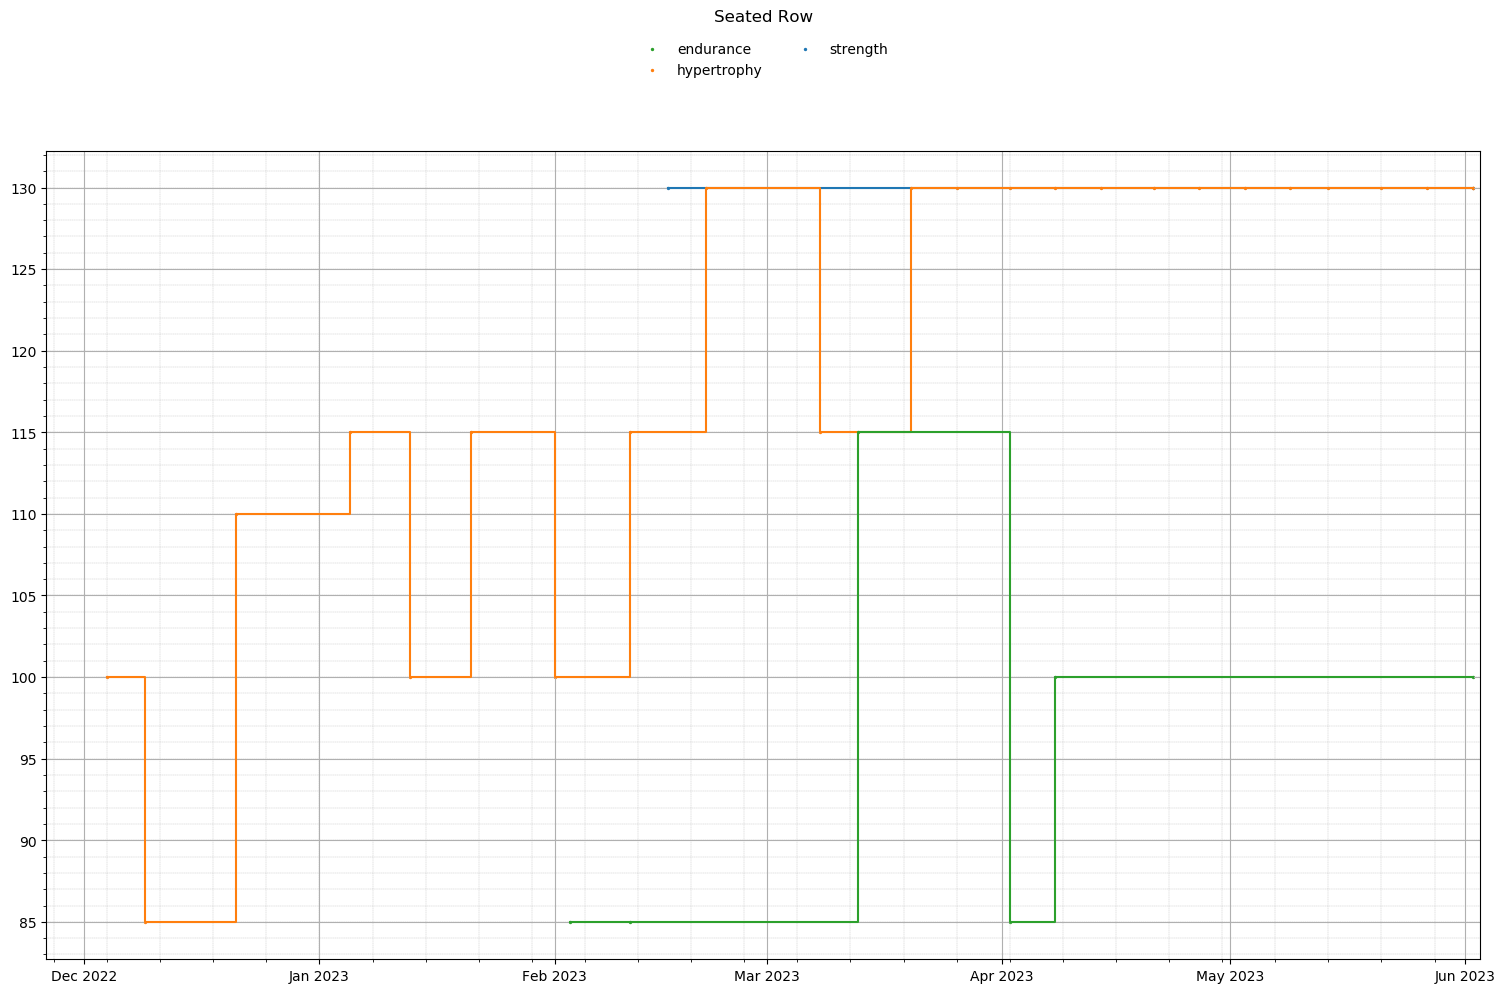 Seated Row
endurance
hypertrophy
strength
130
125
120
115
110
105
100
95
90
85
Dec 2022 Jan 2023 Feb 2023 Mar 2023 Apr 2023 May 2023 Jun 2023